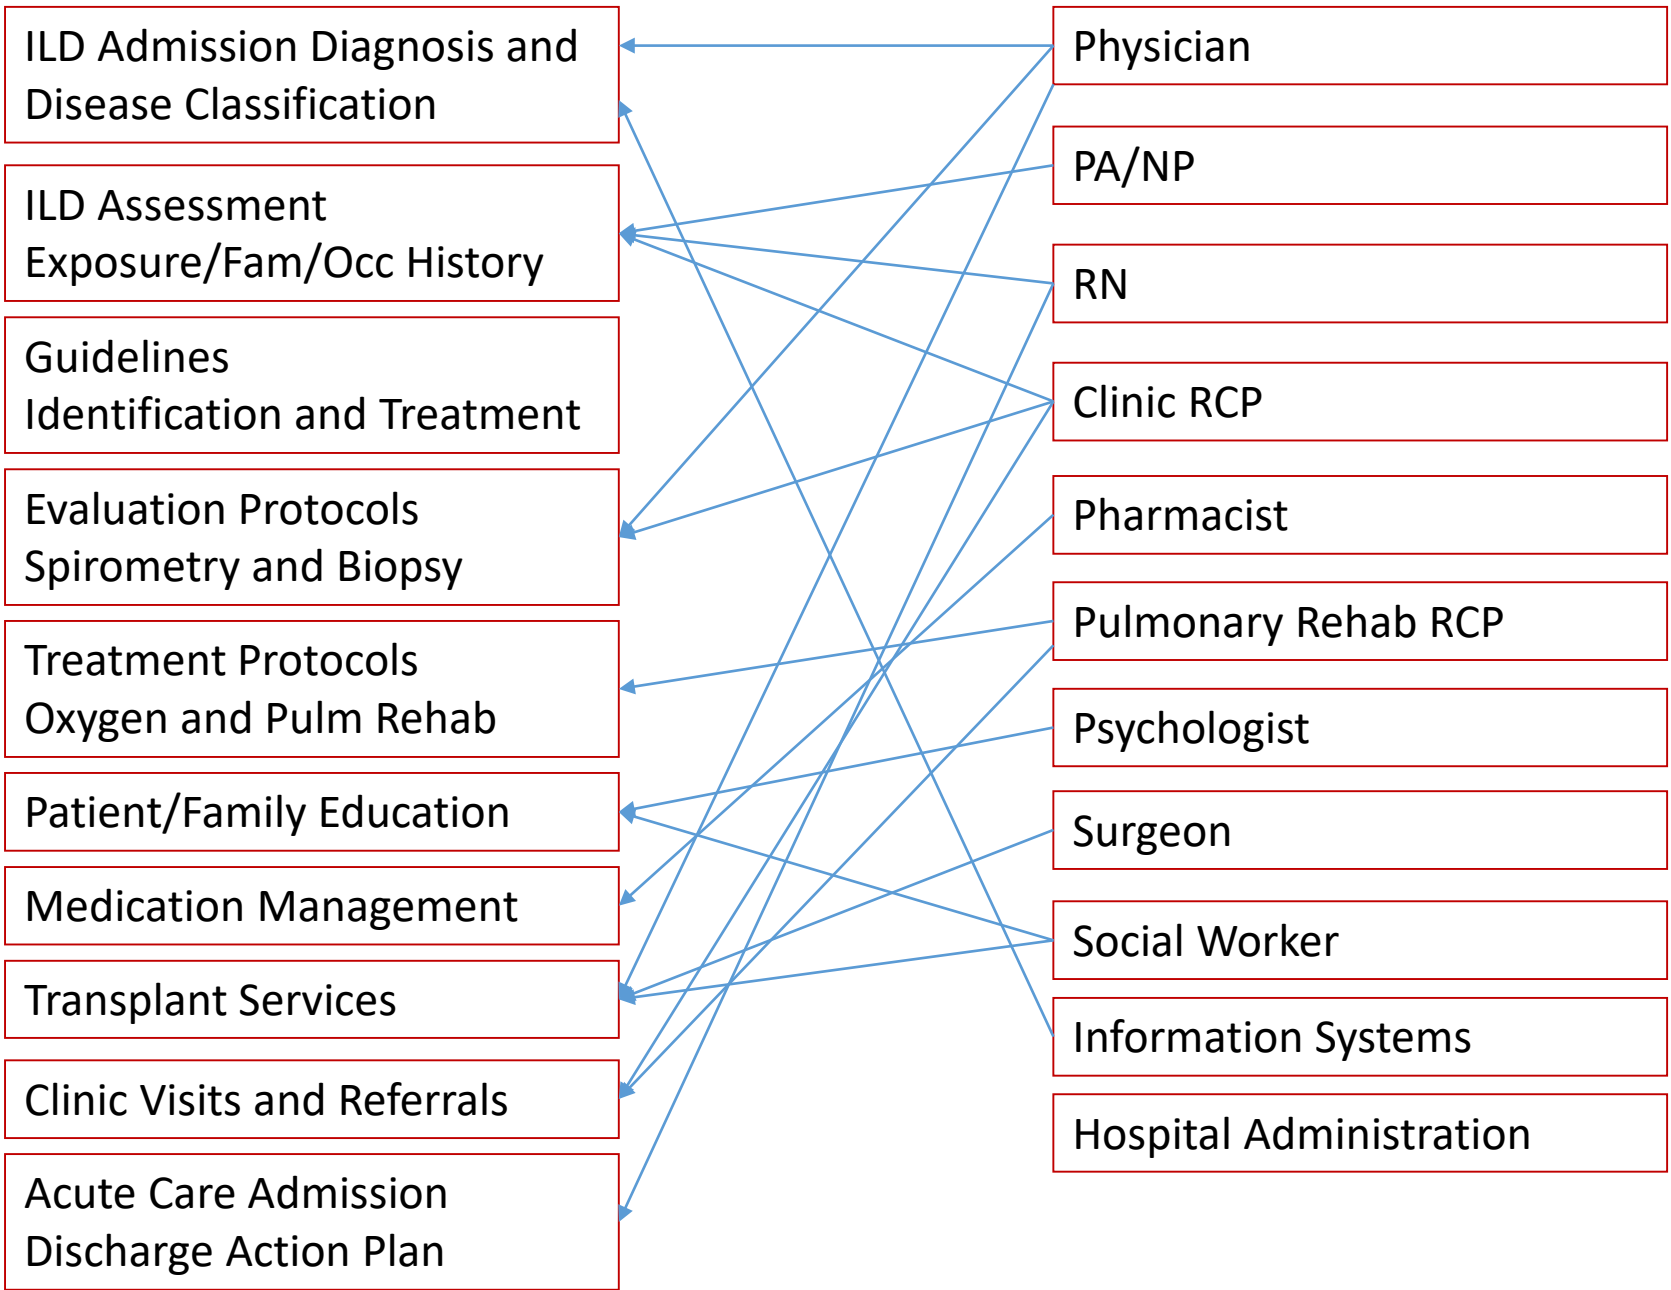 ILD Admission Diagnosis and
Disease Classification
ILD Assessment
Exposure/Fam/Occ History
Guidelines
Identification and Treatment
Evaluation Protocols
Spirometry and Biopsy
Treatment Protocols
Oxygen and Pulm Rehab
Patient/Family Education
Medication Management
Transplant Services
Clinic Visits and Referrals
Acute Care Admission
Discharge Action Plan
Physician
PA/NP
RN
Clinic RCP
Pharmacist
Pulmonary Rehab RCP
Psychologist
Surgeon
Social Worker
Information Systems
Hospital Administration